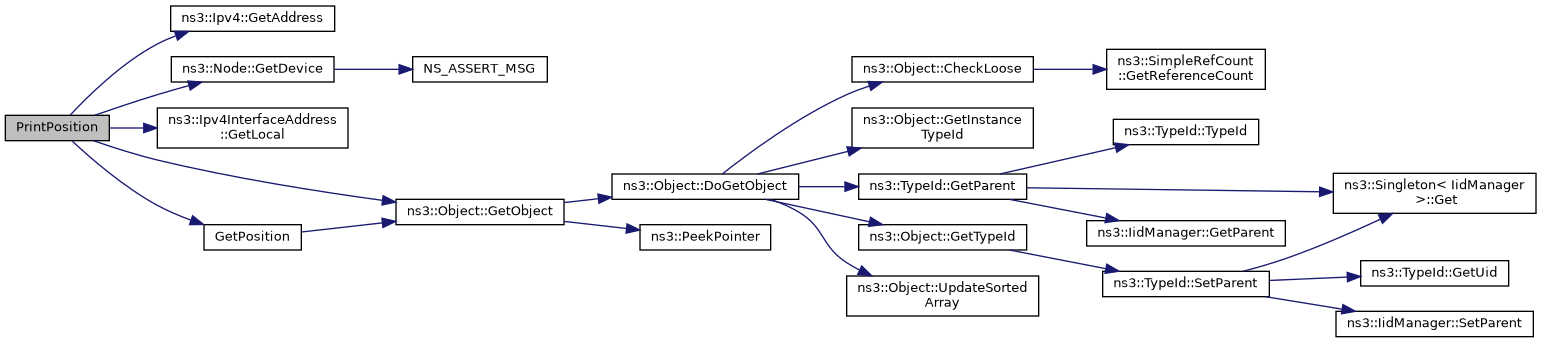 PrintPosition
ns3::Ipv4::GetAddress
ns3::Node::GetDevice
NS_ASSERT_MSG
ns3::Ipv4InterfaceAddress
::GetLocal
GetPosition
ns3::Object::GetObject
ns3::Object::DoGetObject
ns3::PeekPointer
ns3::Object::CheckLoose
ns3::SimpleRefCount
::GetReferenceCount
ns3::Object::GetInstance
TypeId
ns3::TypeId::GetParent
ns3::TypeId::TypeId
ns3::Singleton< IidManager
>::Get
ns3::IidManager::GetParent
ns3::Object::GetTypeId
ns3::TypeId::SetParent
ns3::TypeId::GetUid
ns3::IidManager::SetParent
ns3::Object::UpdateSorted
Array